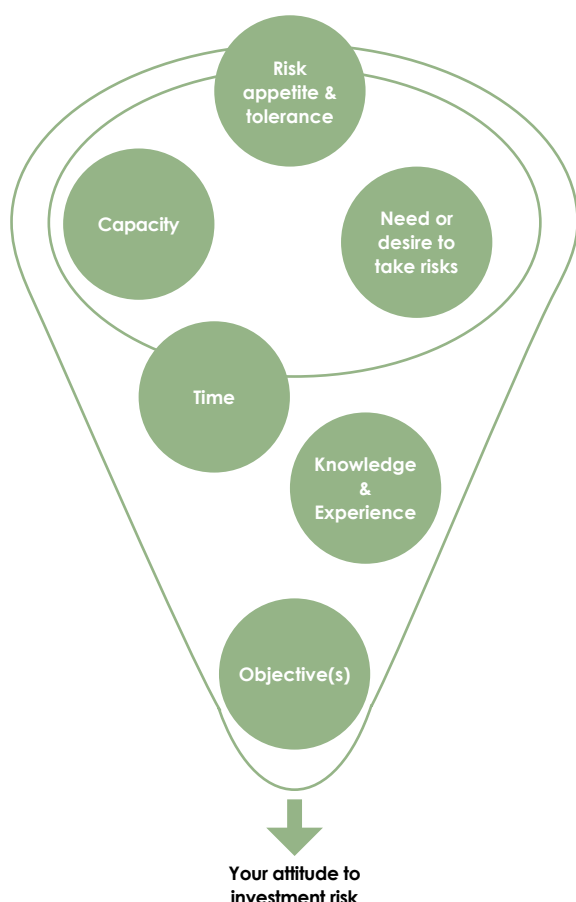 Risk
appetite &
tolerance
Capacity
Need or
desire to
take risks
Time
Knowledge
&
Experience
Objective(s)
Your attitude to
investment risk